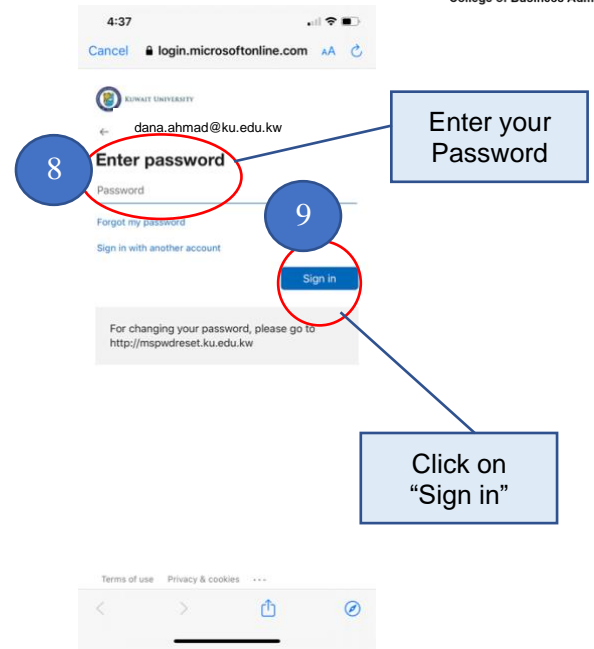 College of Business Adm
4:37
Cancel login.microsoftonline.com AA
KUWAIT UNIVERSITY
dana.ahmad@ku.edu.kw
Enter your
Password
8
Enter password
Password
9
Forgot my password
Sign in with another account
Sign in
For changing your password, please go to
http://mspwdreset.ku.edu.kw
Click on
“Sign in”
Terms of use Privacy & cookies ...